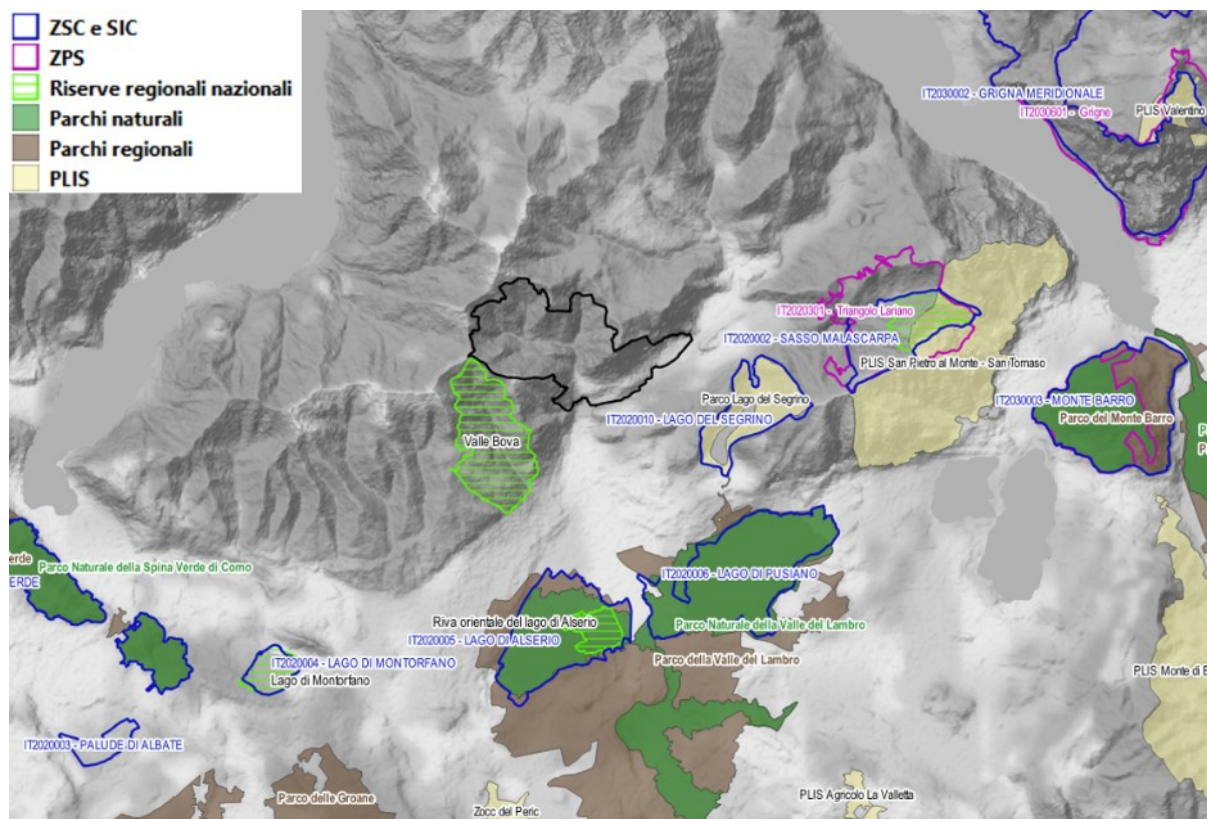 ZSC e SIC
ZPS
Riserve regionali nazionali
Parchi naturali
Parchi regionali
PLIS
IT2030002 - GRIGNA MERIDIONALE
IT2030601 - Grigne
PLIS Valentino
IT2020301 - Triangolo Lariano
IT2020002 - SASSO MALASCARPA
PLIS San Pietro al Monte - San Tomaso
Parco Lago del Segrino
IT2020010 - LAGO DEL SEGRINO
IT2030003 - MONTE BARRO
Parco del Monte Barro
Valle Bova
P
P
erde
Parco Naturale della Spina Verde di Como
ERDE
IT2020006 - LAGO DI PUSIANO
Riva orientale del lago di Alserio
Parco Naturale della Valle del Lambro
IT2020005 - LAGO DI ALSERIO
Parco della Valle del Lambro
IT2020004 - LAGO DI MONTORFANO
Lago di Montorfano
PLIS Monte di B
IT2020003 - PALUDE DI ALBATE
Parco delle Groane
PLIS Agricolo La Valletta
Zocc del Peric